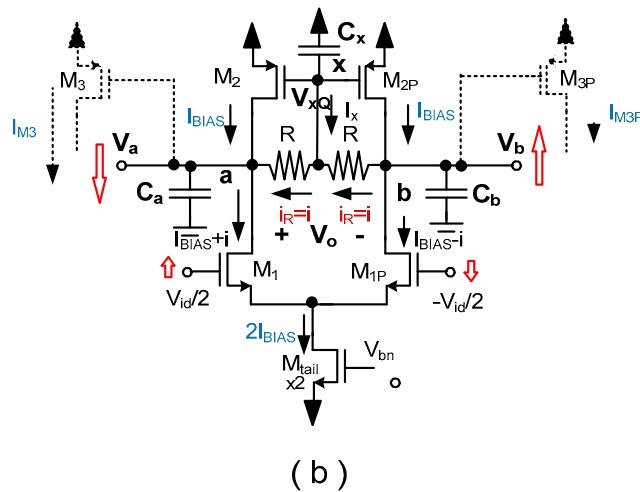 Cx
x
M3
M2
VxQ
M2P
M3P
IM3
IBIAS
Ix
IBIAS
IM3P
Va
R
R
Vb
a
b
Ca
iR=i
iR=i
Cb
IBIAS+i
+ Vo -
IBIAS-i
M1
M1P
Vid/2
-Vid/2
2IBIAS
Mtail
x2
Vbn
( b )